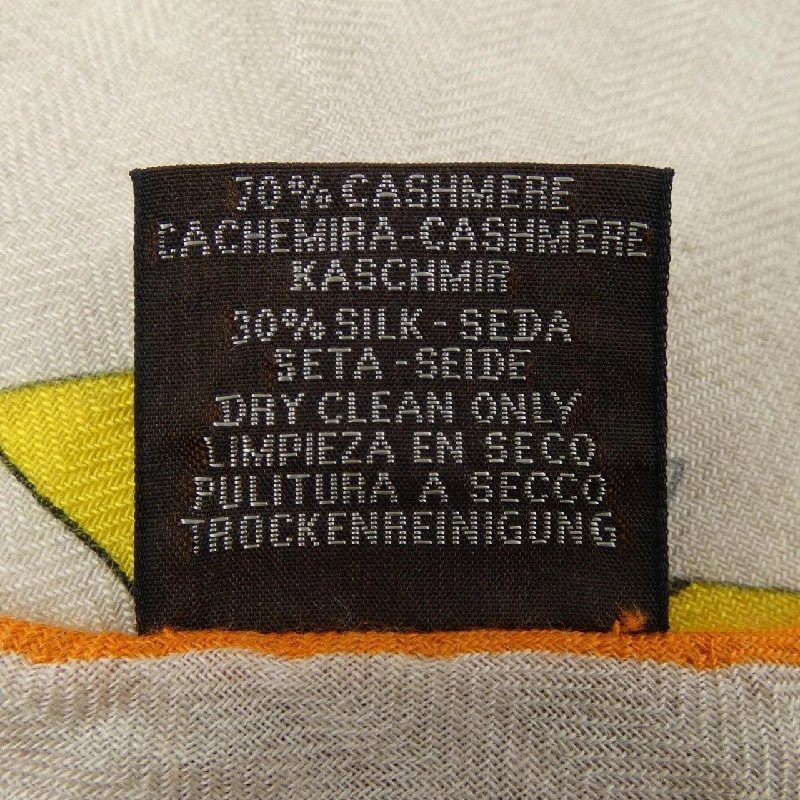 70% CASHMERE
CACHEMIRA-CASHMERE
KASCHMIR
30% SILK - SEDA
SETA - SEIDE
DRY CLEAN ONLY
LIMPIEZA EN SECO
PULITURA A SECCO
TROCKENREINIGUNG